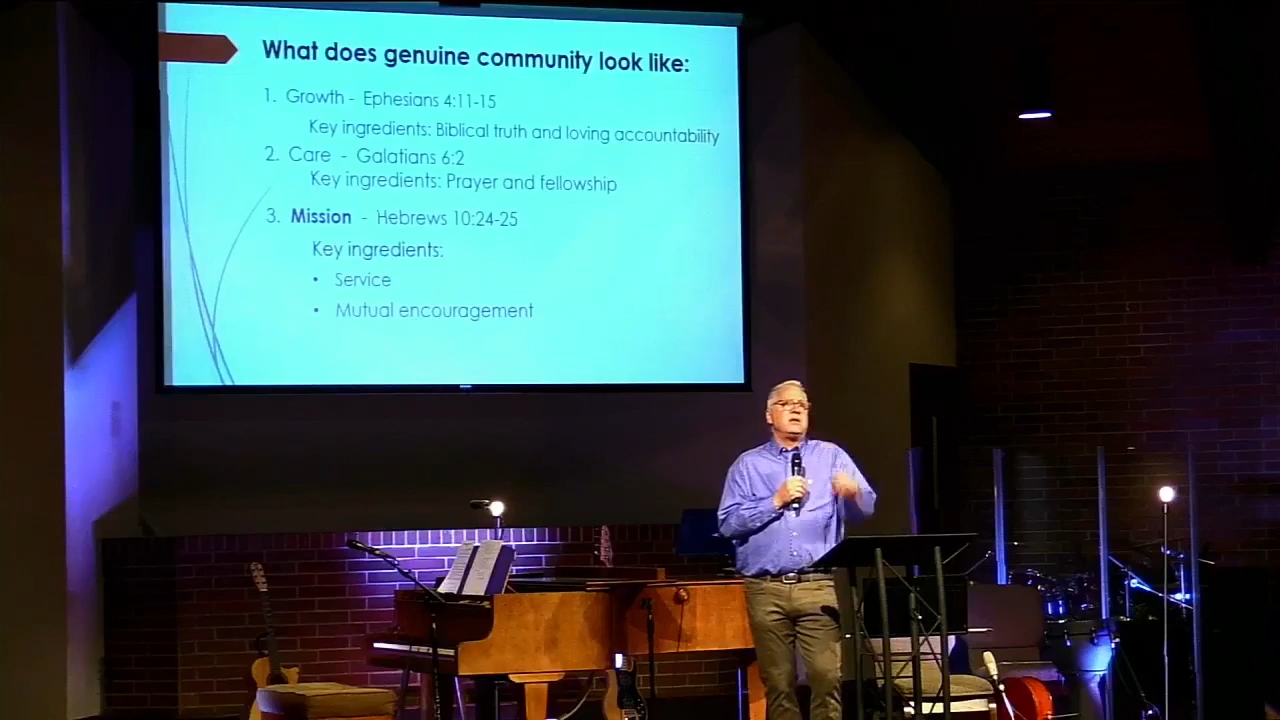 What does genuine community look like:
1. Growth - Ephesians 4:11-15
Key ingredients: Biblical truth and loving accountability
2. Care - Galatians 6:2
Key ingredients: Prayer and fellowship
3. Mission - Hebrews 10:24-25
Key ingredients:
• Service
• Mutual encouragement